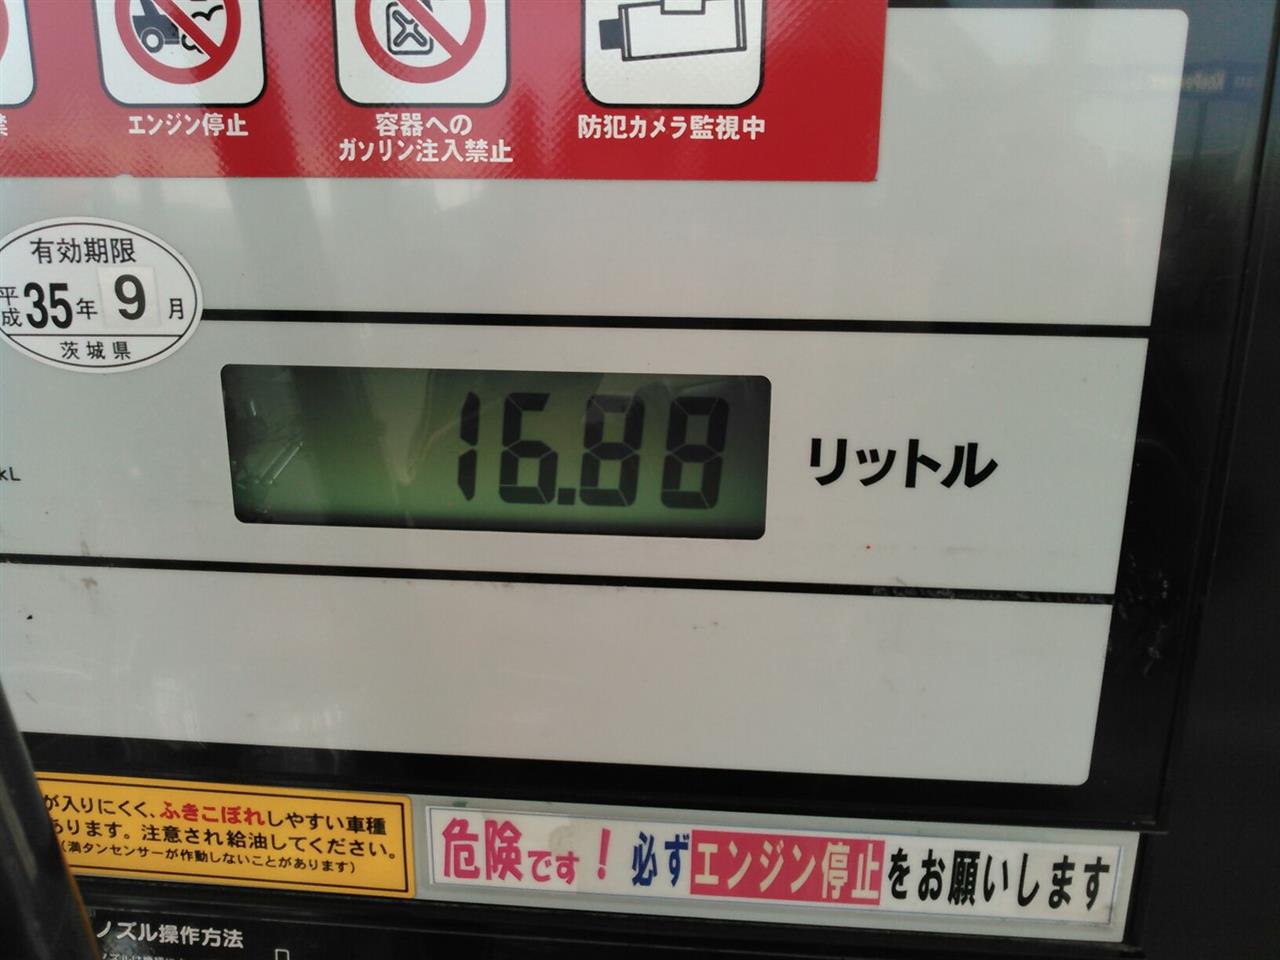 禁
エンジン停止
容器への
ガソリン注入禁止
防犯カメラ監視中
有効期限
平成35年9月
茨城県
16.88
リットル
kL
が入りにくく、ふきこぼれしやすい車種
あります。注意され給油してください。
(満タンセンサーが作動しないことがあります)
危険です!必ずエンジン停止をお願いします
ノズル操作方法